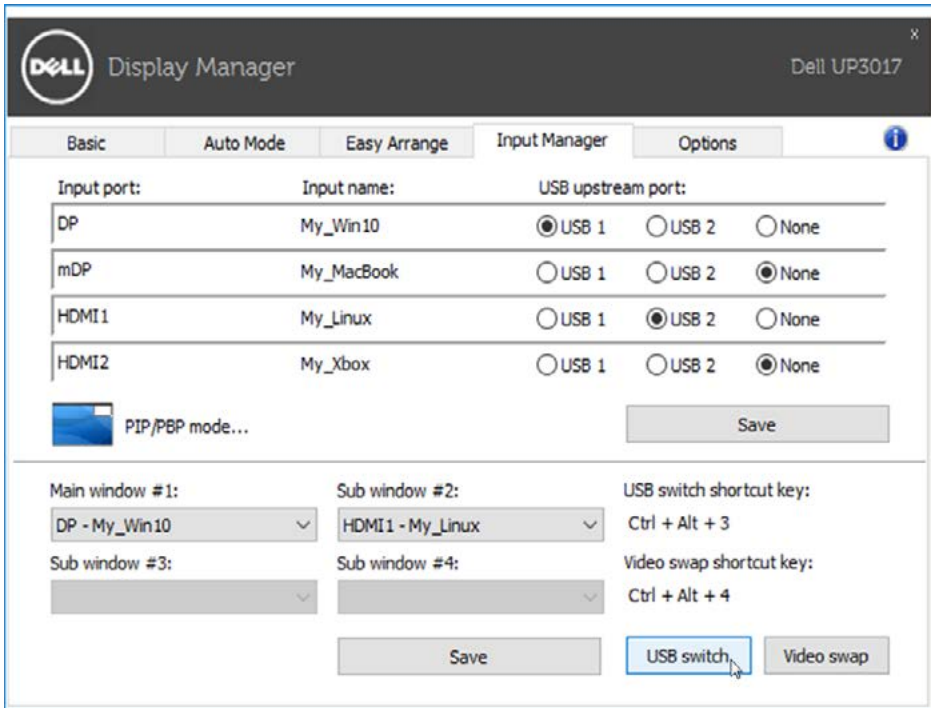 DELL Display Manager Dell UP3017 x
Basic Auto Mode Easy Arrange Input Manager Options i
Input port: Input name: USB upstream port:
DP My_Win10 USB 1 USB 2 None
mDP My_MacBook USB 1 USB 2 None
HDMI1 My_Linux USB 1 USB 2 None
HDMI2 My_Xbox USB 1 USB 2 None
PIP/PBP mode... Save
Main window #1: Sub window #2: USB switch shortcut key:
DP - My_Win10 HDMI1 - My_Linux Ctrl + Alt + 3
Sub window #3: Sub window #4: Video swap shortcut key:
Ctrl + Alt + 4
Save USB switch Video swap